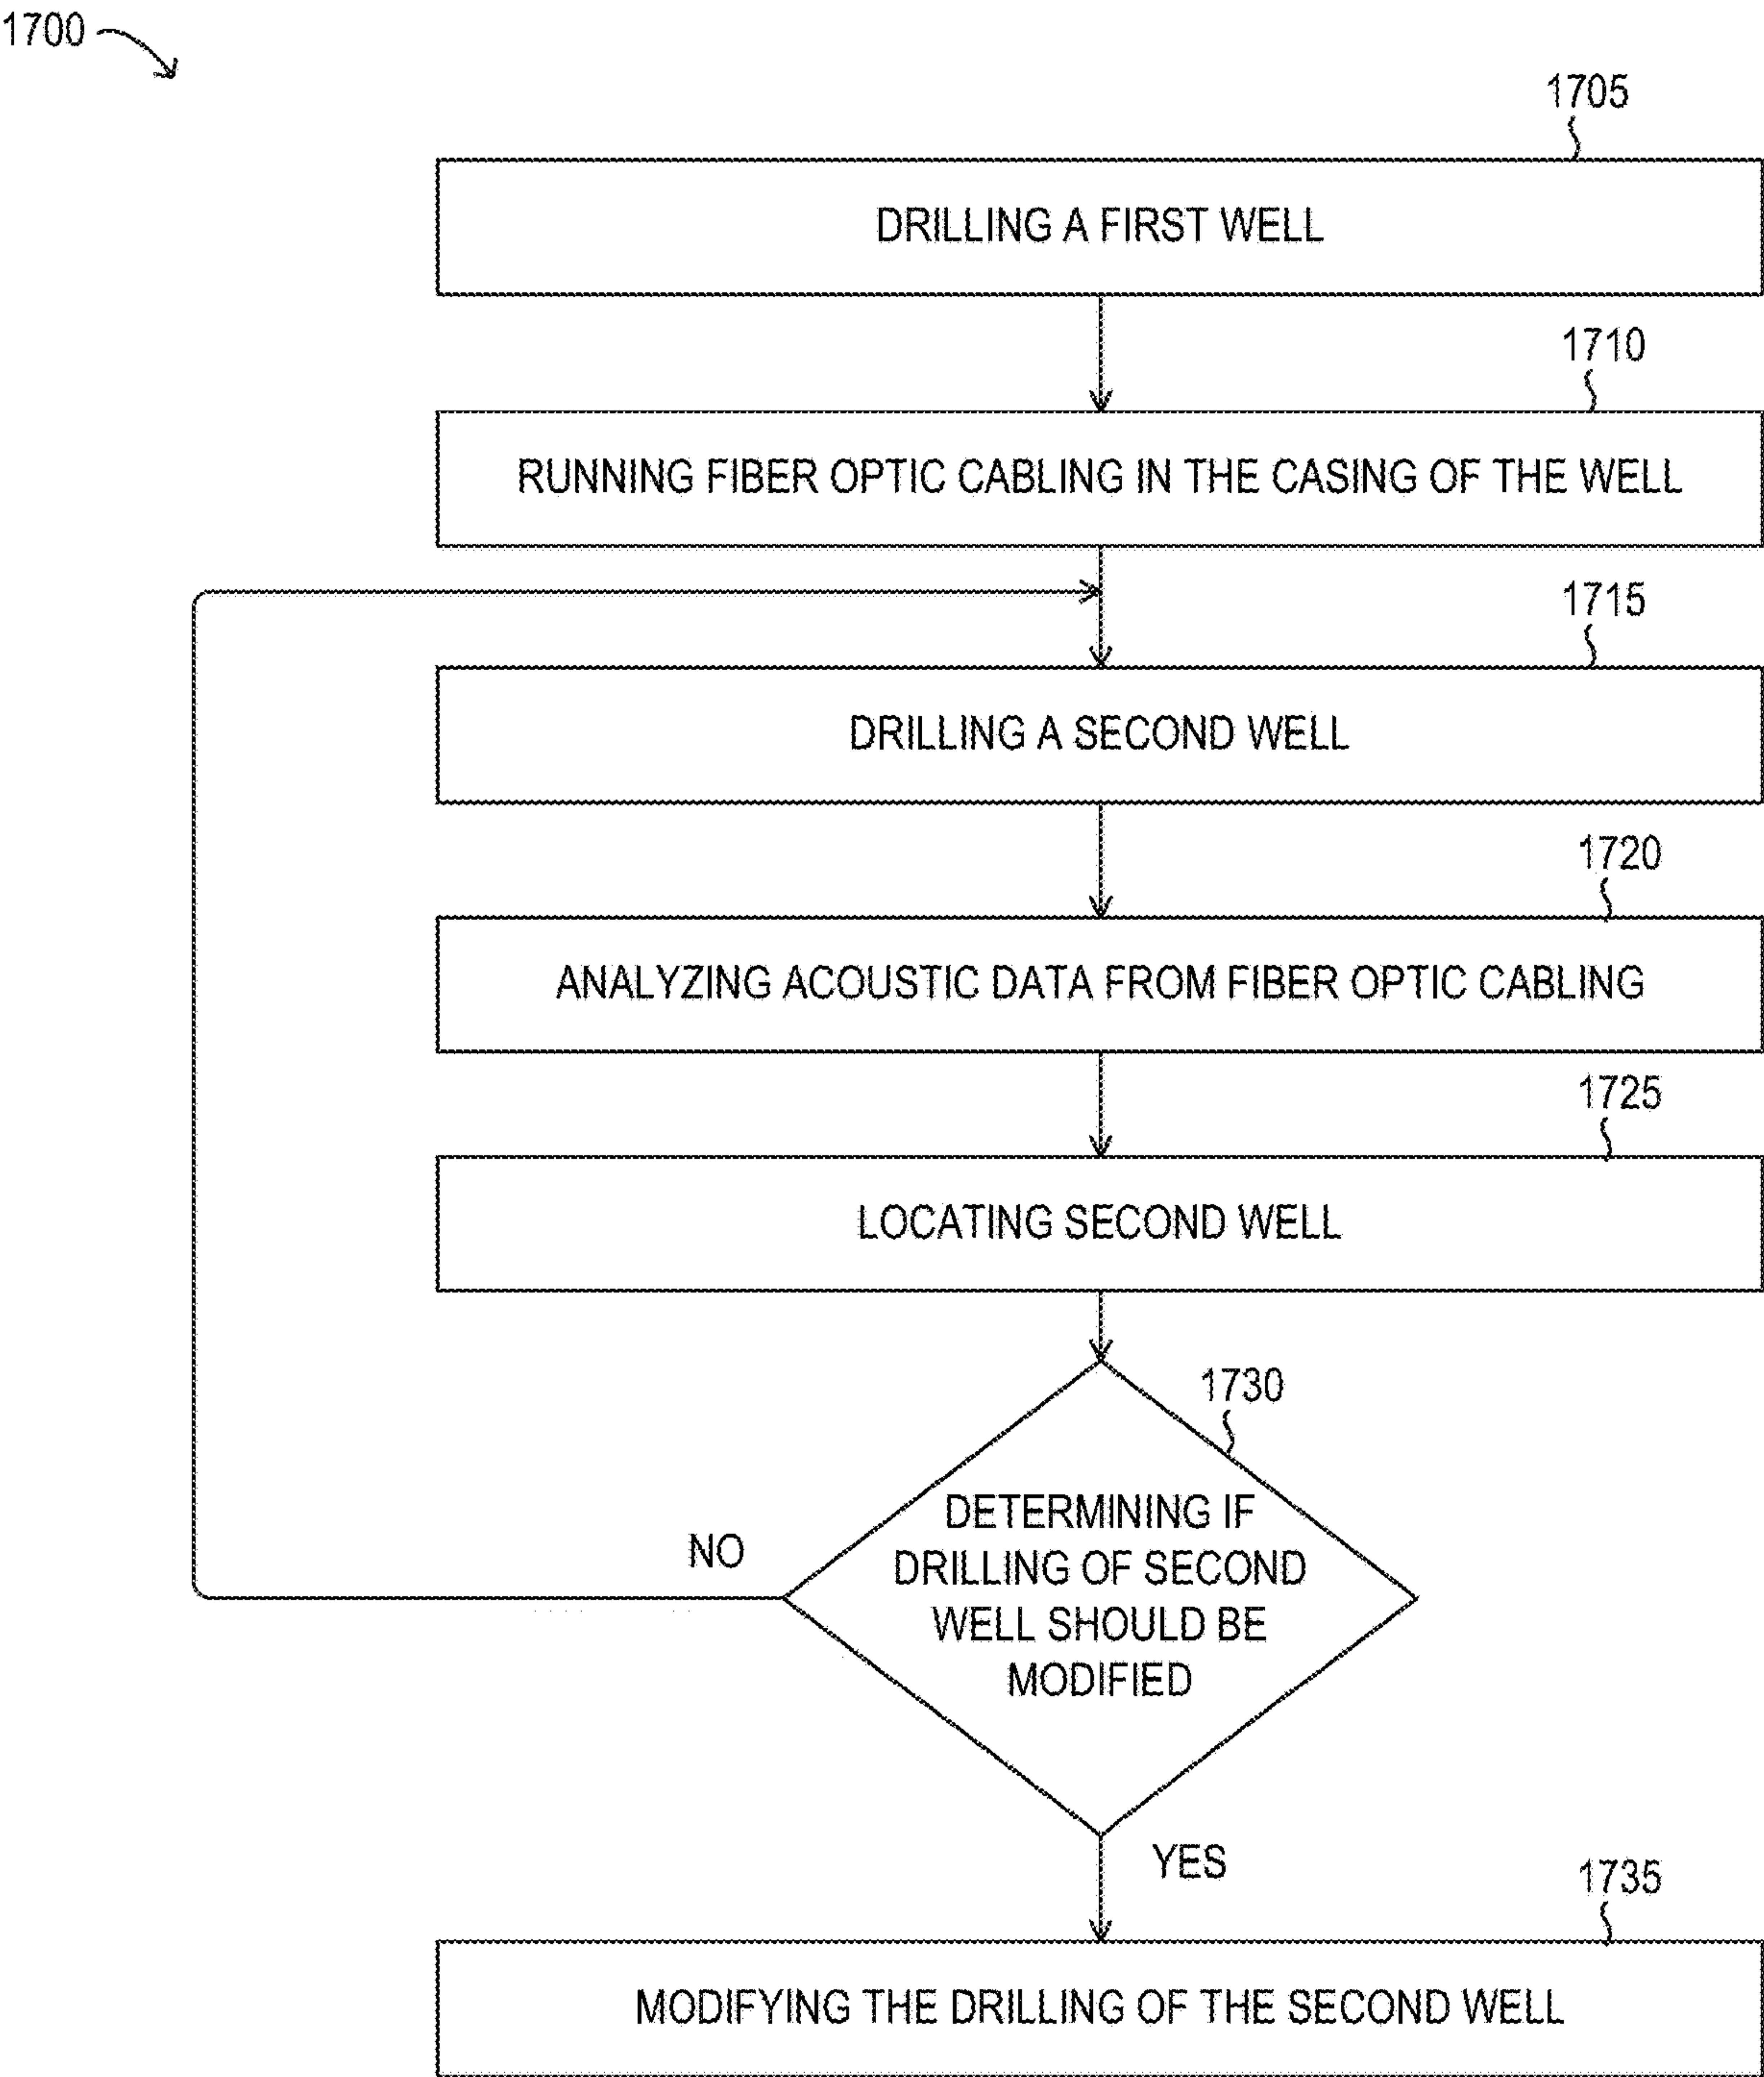 1700
1705
DRILLING A FIRST WELL
1710
RUNNING FIBER OPTIC CABLING IN THE CASING OF THE WELL
1715
DRILLING A SECOND WELL
1720
ANALYZING ACOUSTIC DATA FROM FIBER OPTIC CABLING
1725
LOCATING SECOND WELL
1730
DETERMINING IF
DRILLING OF SECOND
WELL SHOULD BE
MODIFIED
NO
YES
1735
MODIFYING THE DRILLING OF THE SECOND WELL